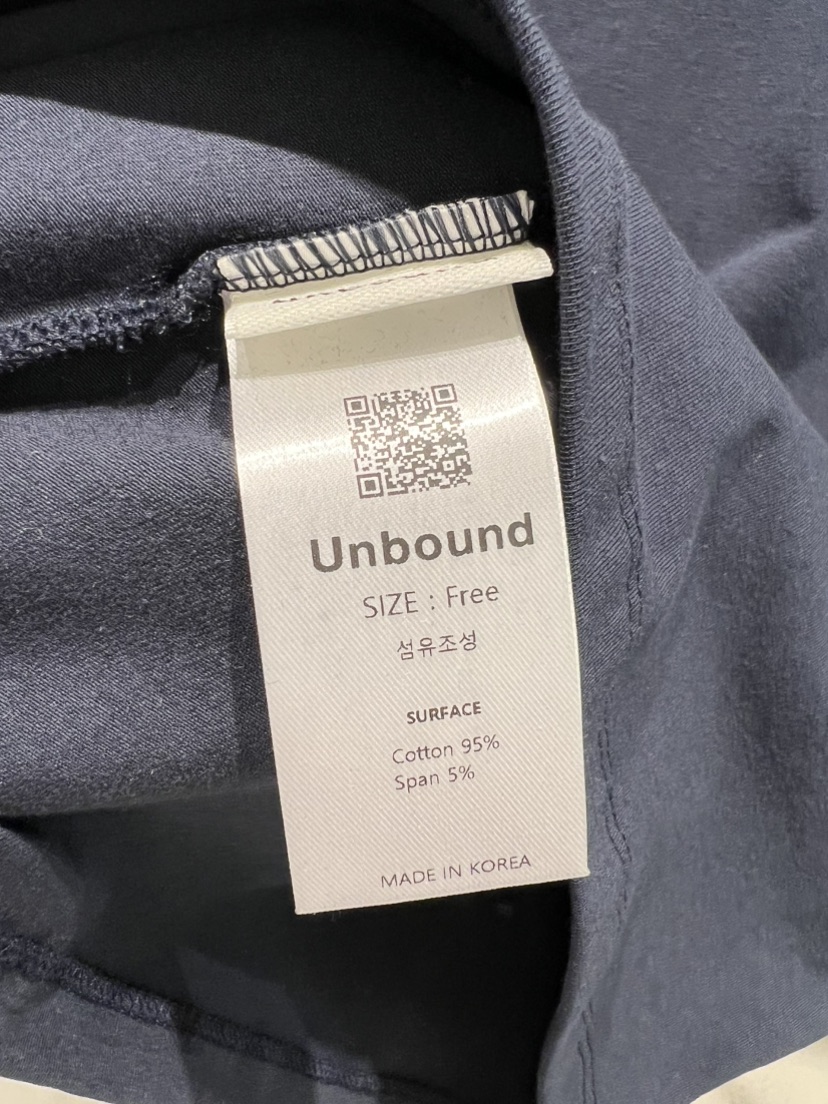 Unbound
SIZE : Free
섬유조성
SURFACE
Cotton 95%
Span 5%
MADE IN KOREA